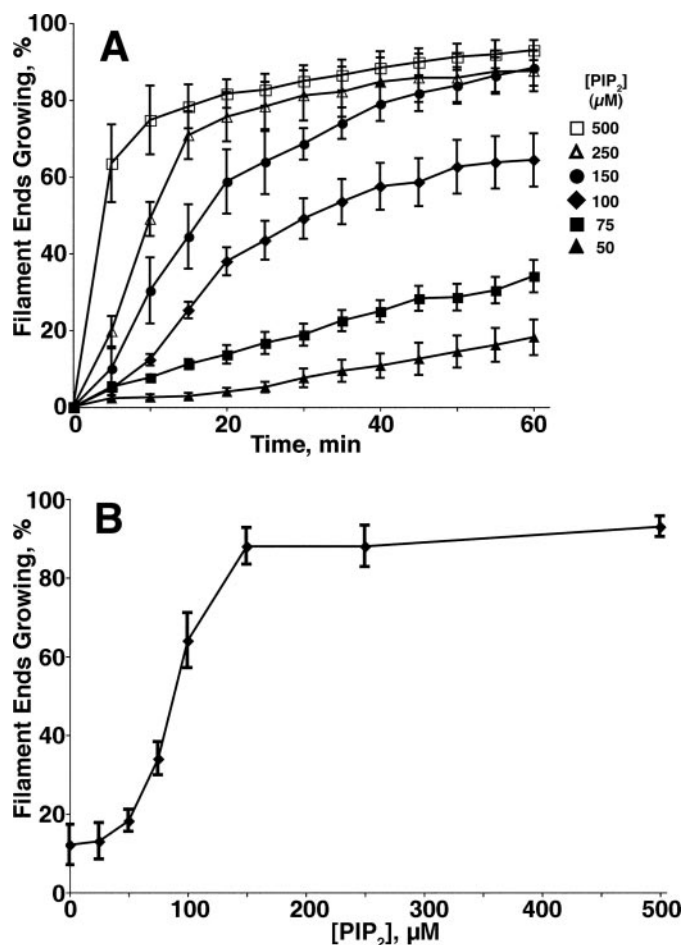 A
100
80
60
40
20
0
Filament Ends Growing, %
0 20 40 60
Time, min
[PIP₂]
(µM)
500
250
150
100
75
50
B
100
80
60
40
20
0
Filament Ends Growing, %
0 100 200 300 400 500
[PIP₂], µM